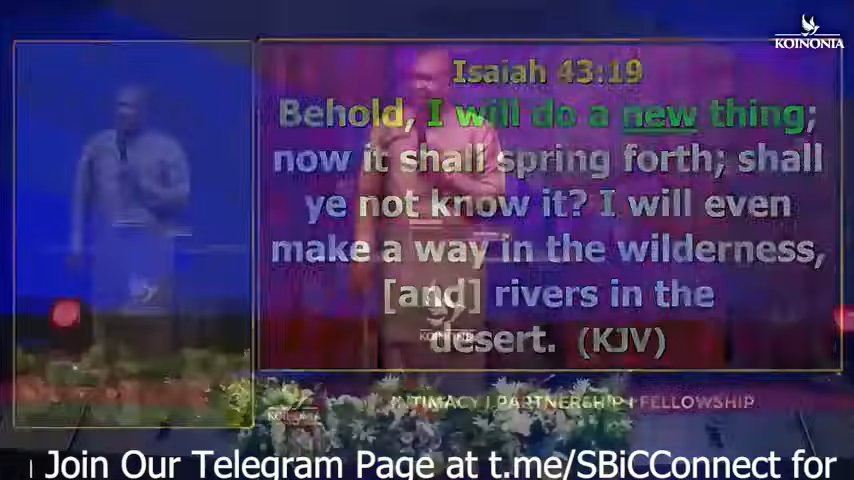 KOINONIA
Isaiah 43:19
Behold, I will do a new thing;
now it shall spring forth; shall
ye not know it? I will even
make a way in the wilderness,
[and] rivers in the
desert. (KJV)
KOINONIA
KOINONIA
INTIMACY | PARTNERSHIP | FELLOWSHIP
Join Our Telegram Page at t.me/SBiCConnect for